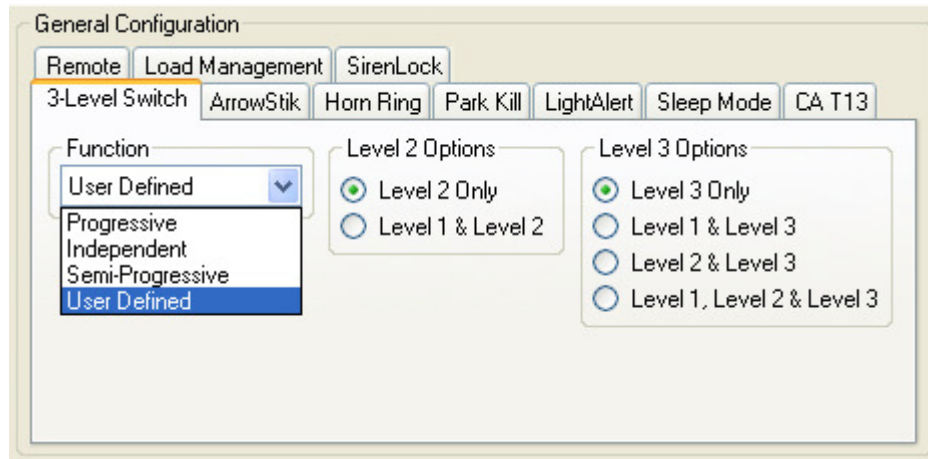 General Configuration
Remote Load Management SirenLock
3-Level Switch ArrowStik Horn Ring Park Kill LightAlert Sleep Mode CA T13
Function
User Defined
Progressive
Independent
Semi-Progressive
User Defined
Level 2 Options
Level 2 Only
Level 1 & Level 2
Level 3 Options
Level 3 Only
Level 1 & Level 3
Level 2 & Level 3
Level 1, Level 2 & Level 3